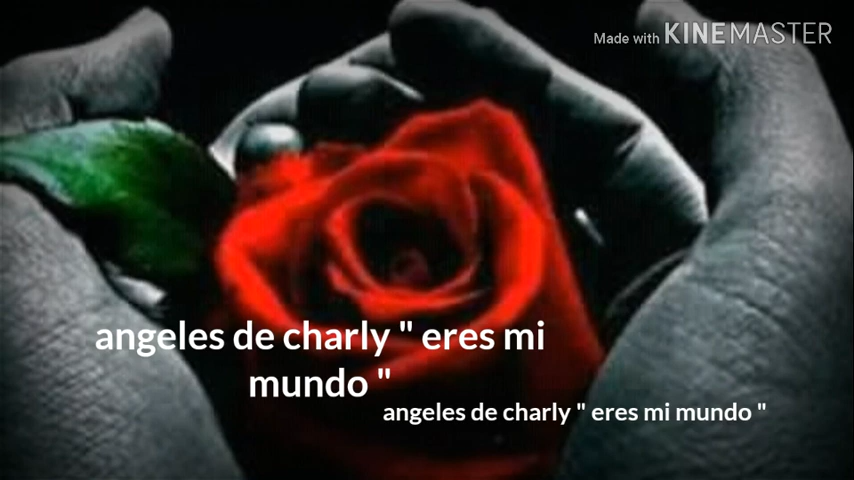 Made with KINEMASTER
angeles de charly " eres mi
mundo "
angeles de charly " eres mi mundo "